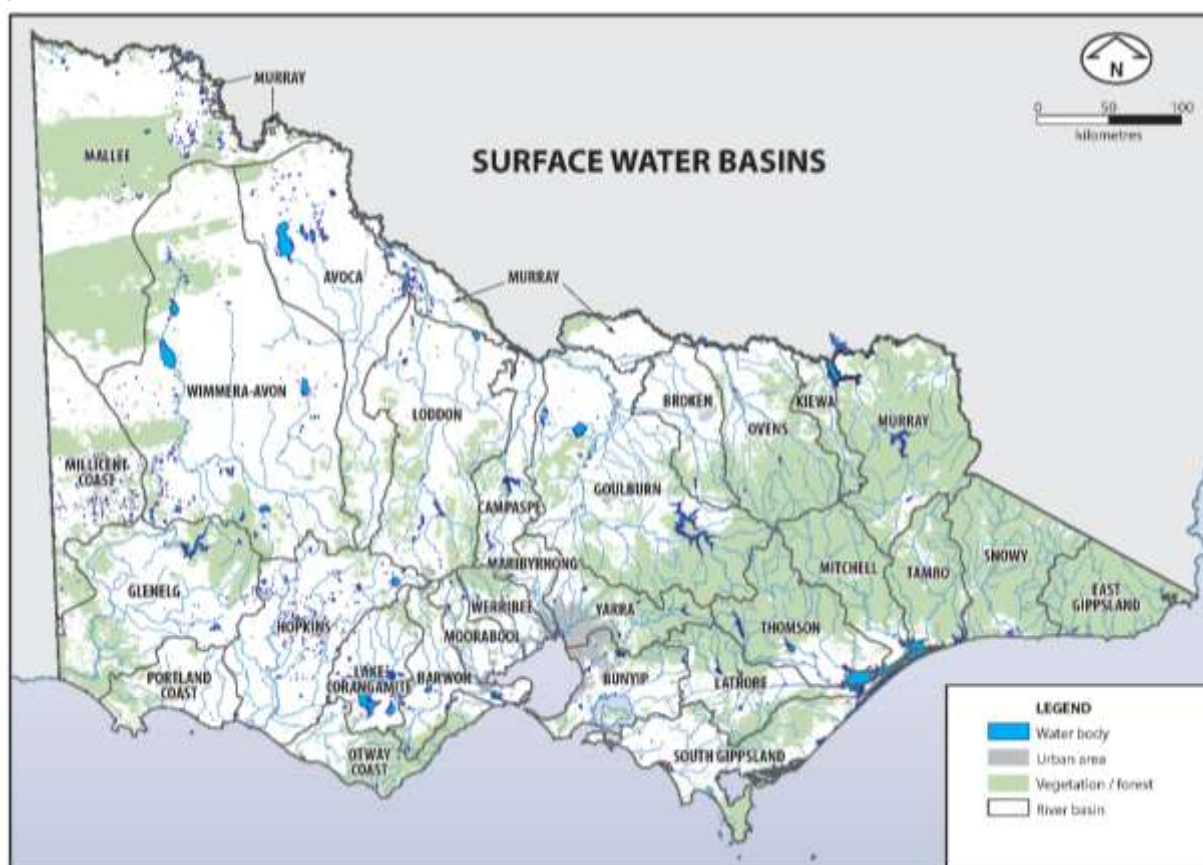 N
0 50 100
kilometres
SURFACE WATER BASINS
MURRAY
MALLEE
AVOCA
MURRAY
WIMMERA-AVON
LODDON
BROKEN
KIEWA
OVENS
MURRAY
MILLICENT
COAST
GOULBURN
CAMPASPE
MARIBYRNONG
MITCHELL
TAMBO
SNOWY
EAST
GIPPSLAND
GLENELG
HOPKINS
WERRIBEE
YARRA
MOORABOOL
THOMSON
PORTLAND
COAST
LAKE
CORANGAMITE
BARWON
BUNYIP
LATROBE
OTWAY
COAST
SOUTH GIPPSLAND
LEGEND
Water body
Urban area
Vegetation / forest
River basin